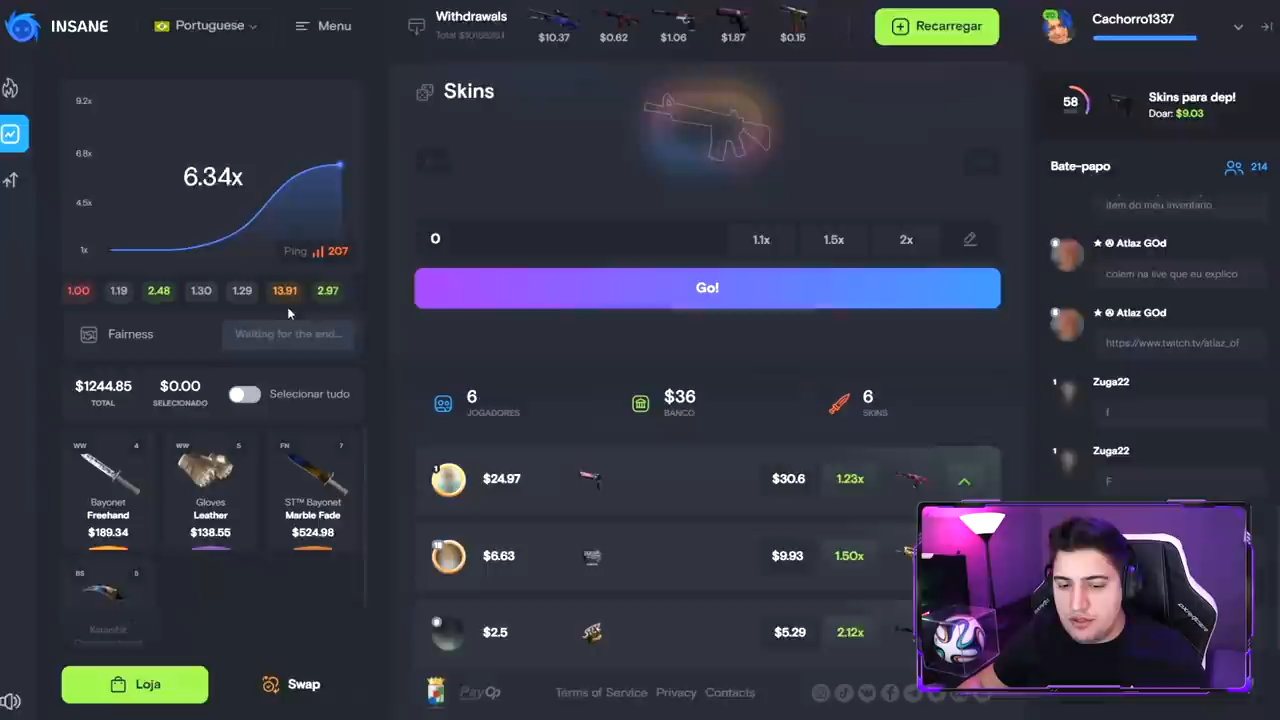 INSANE
Portuguese
Menu
Withdrawals
$10.37
$0.62
$1.06
$1.87
$0.15
Recarregar
Cachorro1337
9.2x
6.8x
4.5x
1x
6.34x
Ping 207
1.00 1.19 2.48 1.30 1.29 13.91 2.97
Fairness
Waiting for the end...
$1244.85
TOTAL
$0.00
SELECIONADO
Selecionar tudo
WW 4
Bayonet
Freehand
$189.34
WW 5
Gloves
Leather
$138.55
FN 7
ST™ Bayonet
Marble Fade
$524.98
BS 5
Loja
Swap
Skins
0
1.1x
1.5x
2x
Go!
6
JOGADORES
$36
BANCO
6
SKINS
$24.97 $30.6 1.23x
$6.63 $9.93 1.50x
$2.5 $5.29 2.12x
PayOp
Terms of Service Privacy Contacts
58
Skins para dep!
Doar: $9.03
Bate-papo
214
item do meu inventario
★ Atlaz GOd
colem na live que eu explico
★ Atlaz GOd
https://www.twitch.tv/atlaz_of
1 Zuga22
f
1 Zuga22
F